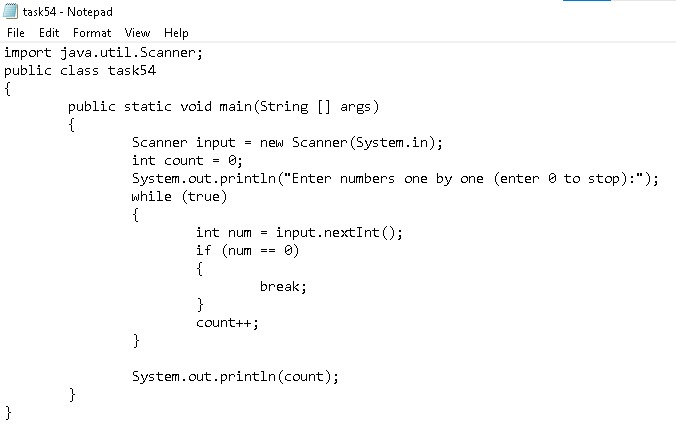 task54 - Notepad
File Edit Format View Help
import java.util.Scanner;
public class task54
{
        public static void main(String [] args)
        {
                Scanner input = new Scanner(System.in);
                int count = 0;
                System.out.println("Enter numbers one by one (enter 0 to stop):");
                while (true)
                {
                        int num = input.nextInt();
                        if (num == 0)
                        {
                                break;
                        }
                        count++;
                }

                System.out.println(count);
        }
}